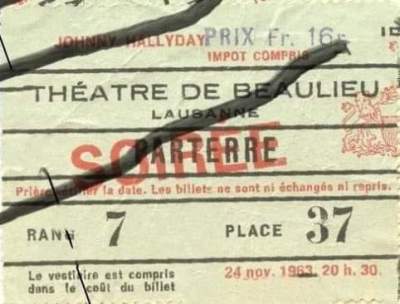 JOHNNY HALLYDAY PRIX Fr. 16.-
IMPOT COMPRIS
THÉATRE DE BEAULIEU
LAUSANNE
SOIRÉE
PARTERRE
Prière vérifier la date. Les billets ne sont ni échangés ni repris.
RANG 7 PLACE 37
Le vestiaire est compris
dans le coût du billet
24 nov. 1963. 20 h. 30.